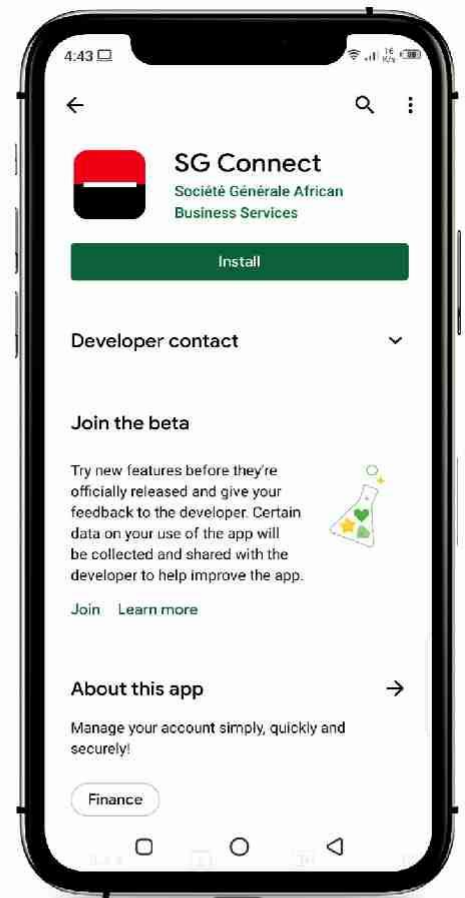 4:43
16
K/s
SG Connect
Société Générale African
Business Services
Install
Developer contact
Join the beta
Try new features before they're
officially released and give your
feedback to the developer. Certain
data on your use of the app will
be collected and shared with the
developer to help improve the app.
Join Learn more
About this app
Manage your account simply, quickly and
securely!
Finance